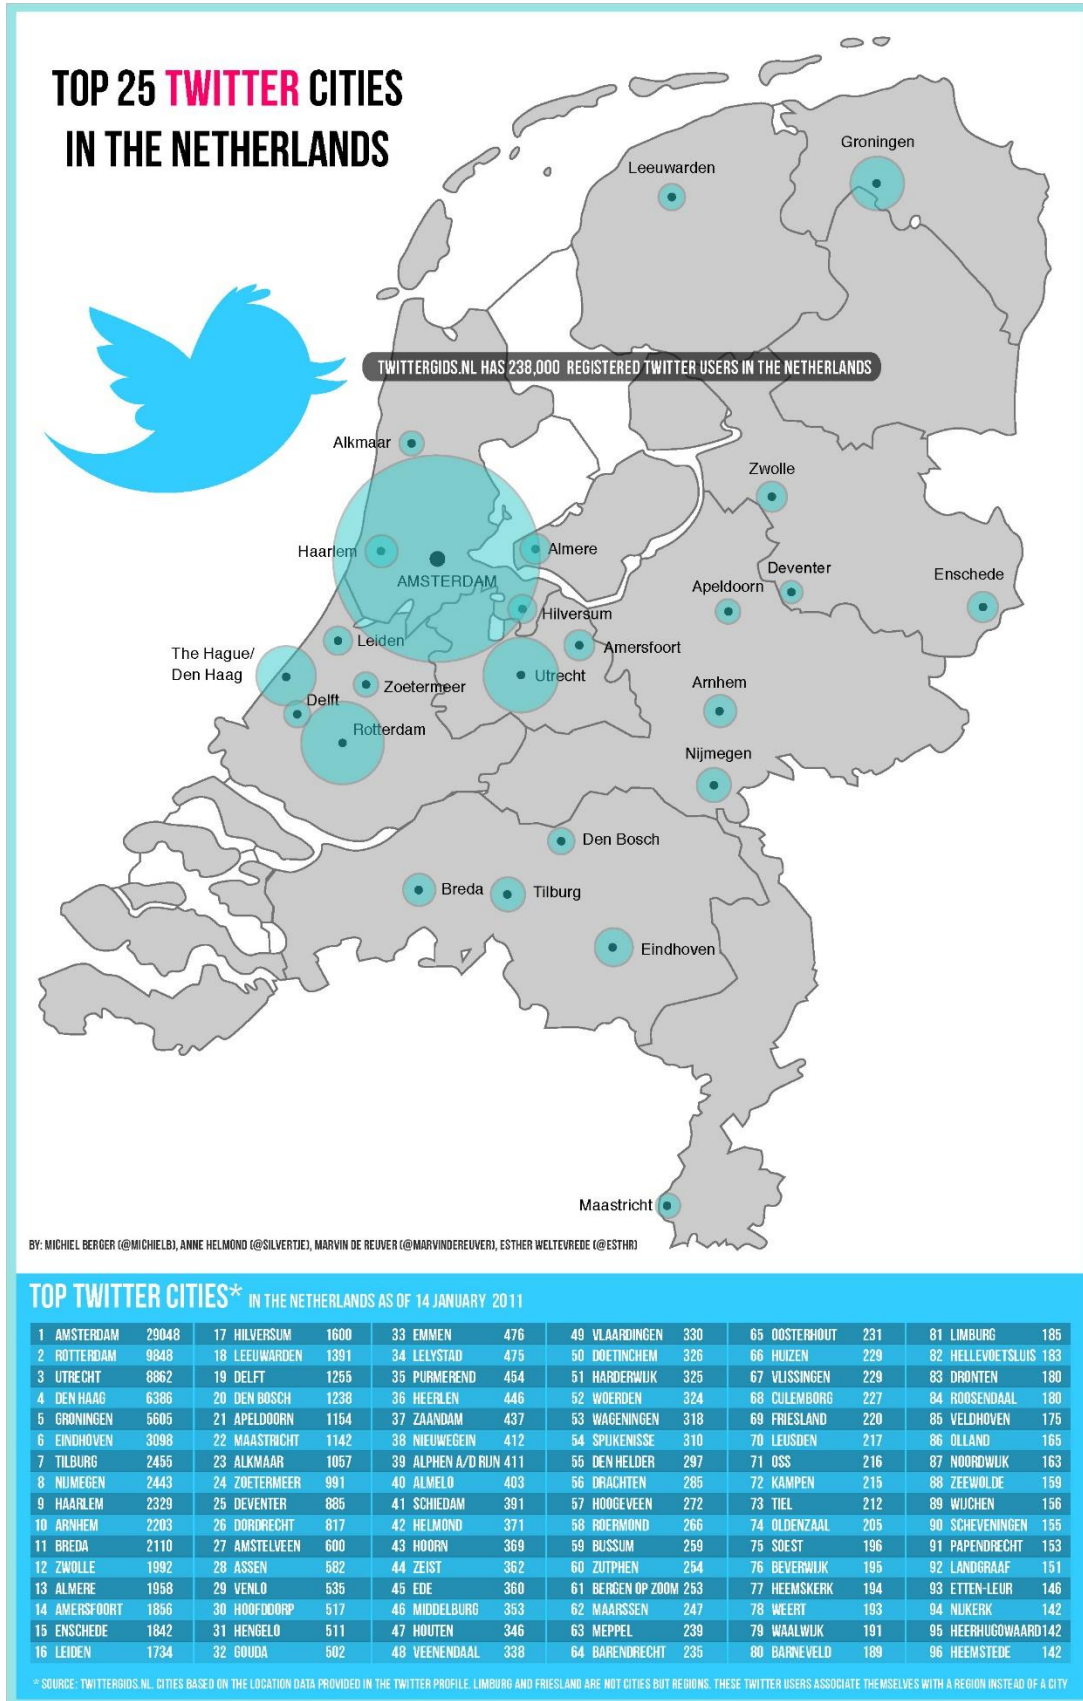 TOP 25 TWITTER CITIES
IN THE NETHERLANDS
Groningen
Leeuwarden
TWITTERGIDS.NL HAS 238,000 REGISTERED TWITTER USERS IN THE NETHERLANDS
Alkmaar
Zwolle
Haarlem
Almere
AMSTERDAM
Deventer
Enschede
Apeldoorn
Hilversum
Leiden
Amersfoort
The Hague/
Den Haag
Utrecht
Zoetermeer
Arnhem
Delft
Rotterdam
Nijmegen
Den Bosch
Breda
Tilburg
Eindhoven
Maastricht
BY: MICHIEL BERGER (@MICHIELB), ANNE HELMOND (@SILVERTJE), MARVIN DE REUVER (@MARVINDEREUVER), ESTHER WELTEVREDE (@ESTHR)
TOP TWITTER CITIES* IN THE NETHERLANDS AS OF 14 JANUARY 2011
1 AMSTERDAM 29048 17 HILVERSUM 1600 33 EMMEN 476 49 VLAARDINGEN 330 65 OOSTERHOUT 231 81 LIMBURG 185
2 ROTTERDAM 9848 18 LEEUWARDEN 1391 34 LELYSTAD 475 50 DOETINCHEM 326 66 HUIZEN 229 82 HELLEVOETSLUIS 183
3 UTRECHT 8862 19 DELFT 1255 35 PURMEREND 454 51 HARDERWIJK 325 67 VLISSINGEN 229 83 DRONTEN 180
4 DEN HAAG 6386 20 DEN BOSCH 1238 36 HEERLEN 446 52 WOERDEN 324 68 CULEMBORG 227 84 ROOSENDAAL 180
5 GRONINGEN 5605 21 APELDOORN 1154 37 ZAANDAM 437 53 WAGENINGEN 318 69 FRIESLAND 220 85 VELDHOVEN 175
6 EINDHOVEN 3098 22 MAASTRICHT 1142 38 NIEUWEGEIN 412 54 SPIJKENISSE 310 70 LEUSDEN 217 86 OLLAND 165
7 TILBURG 2455 23 ALKMAAR 1057 39 ALPHEN A/D RIJN 411 55 DEN HELDER 297 71 OSS 216 87 NOORDWIJK 163
8 NIJMEGEN 2443 24 ZOETERMEER 991 40 ALMELO 403 56 DRACHTEN 285 72 KAMPEN 215 88 ZEEWOLDE 159
9 HAARLEM 2329 25 DEVENTER 885 41 SCHIEDAM 391 57 HOOGEVEEN 272 73 TIEL 212 89 WIJCHEN 156
10 ARNHEM 2203 26 DORDRECHT 817 42 HELMOND 371 58 ROERMOND 266 74 OLDENZAAL 205 90 SCHEVENINGEN 155
11 BREDA 2110 27 AMSTELVEEN 600 43 HOORN 369 59 BUSSUM 259 75 SOEST 196 91 PAPENDRECHT 153
12 ZWOLLE 1992 28 ASSEN 582 44 ZEIST 362 60 ZUTPHEN 254 76 BEVERWIJK 195 92 LANDGRAAF 151
13 ALMERE 1958 29 VENLO 535 45 EDE 360 61 BERGEN OP ZOOM 253 77 HEEMSKERK 194 93 ETTEN-LEUR 146
14 AMERSFOORT 1856 30 HOOFDDORP 517 46 MIDDELBURG 353 62 MAARSSEN 247 78 WEERT 193 94 NIJKERK 142
15 ENSCHEDE 1842 31 HENGELO 511 47 HOUTEN 346 63 MEPPEL 239 79 WAALWIJK 191 95 HEERHUGOWAARD 142
16 LEIDEN 1734 32 GOUDA 502 48 VEENENDAAL 338 64 BARENDRECHT 235 80 BARNEVELD 189 96 HEEMSTEDE 142
* SOURCE: TWITTERGIDS.NL. CITIES BASED ON THE LOCATION DATA PROVIDED IN THE TWITTER PROFILE. LIMBURG AND FRIESLAND ARE NOT CITIES BUT REGIONS. THESE TWITTER USERS ASSOCIATE THEMSELVES WITH A REGION INSTEAD OF A CITY